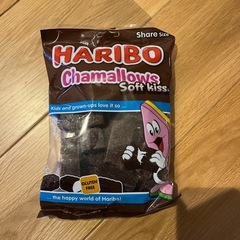 Share Size
HARIBO
Chamallows
Soft kiss
Kids and grown-ups love it so ...
GLUTEN
FREE
... the happy world of Haribo!